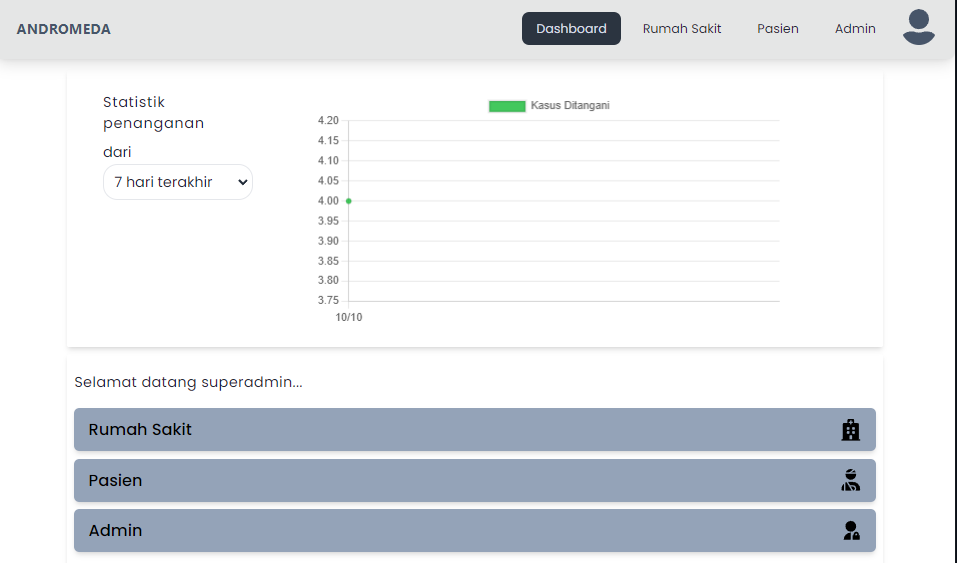 ANDROMEDA
Dashboard
Rumah Sakit
Pasien
Admin
Statistik
penanganan
dari
7 hari terakhir
Kasus Ditangani
4.20
4.15
4.10
4.05
4.00
3.95
3.90
3.85
3.80
3.75
10/10
Selamat datang superadmin...
Rumah Sakit
Pasien
Admin